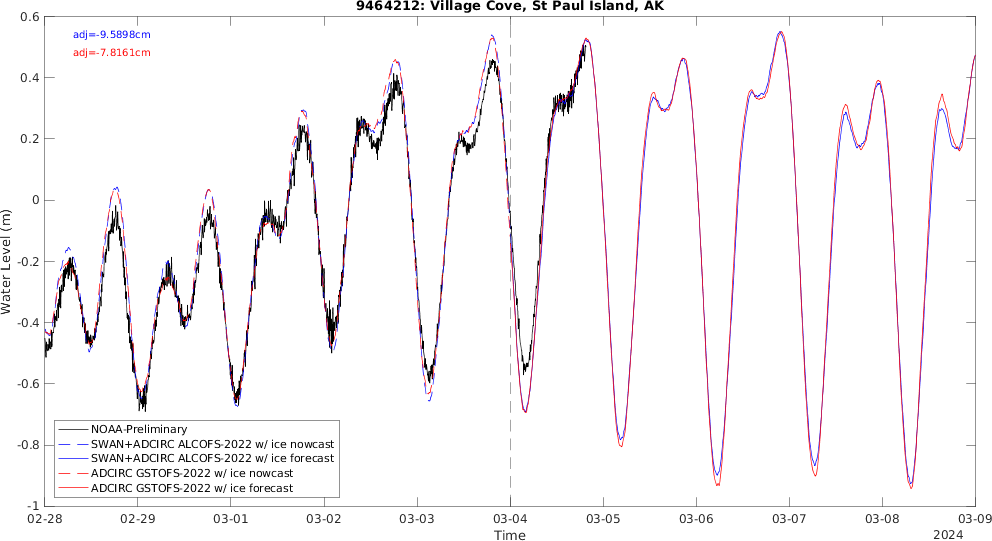 9464212: Village Cove, St Paul Island, AK
adj=-9.5898cm
adj=-7.8161cm
0.6
0.4
0.2
0
-0.2
-0.4
-0.6
-0.8
-1
Water Level (m)
NOAA-Preliminary
SWAN+ADCIRC ALCOFS-2022 w/ ice nowcast
SWAN+ADCIRC ALCOFS-2022 w/ ice forecast
ADCIRC GSTOFS-2022 w/ ice nowcast
ADCIRC GSTOFS-2022 w/ ice forecast
02-28 02-29 03-01 03-02 03-03 03-04 03-05 03-06 03-07 03-08 03-09
Time
2024